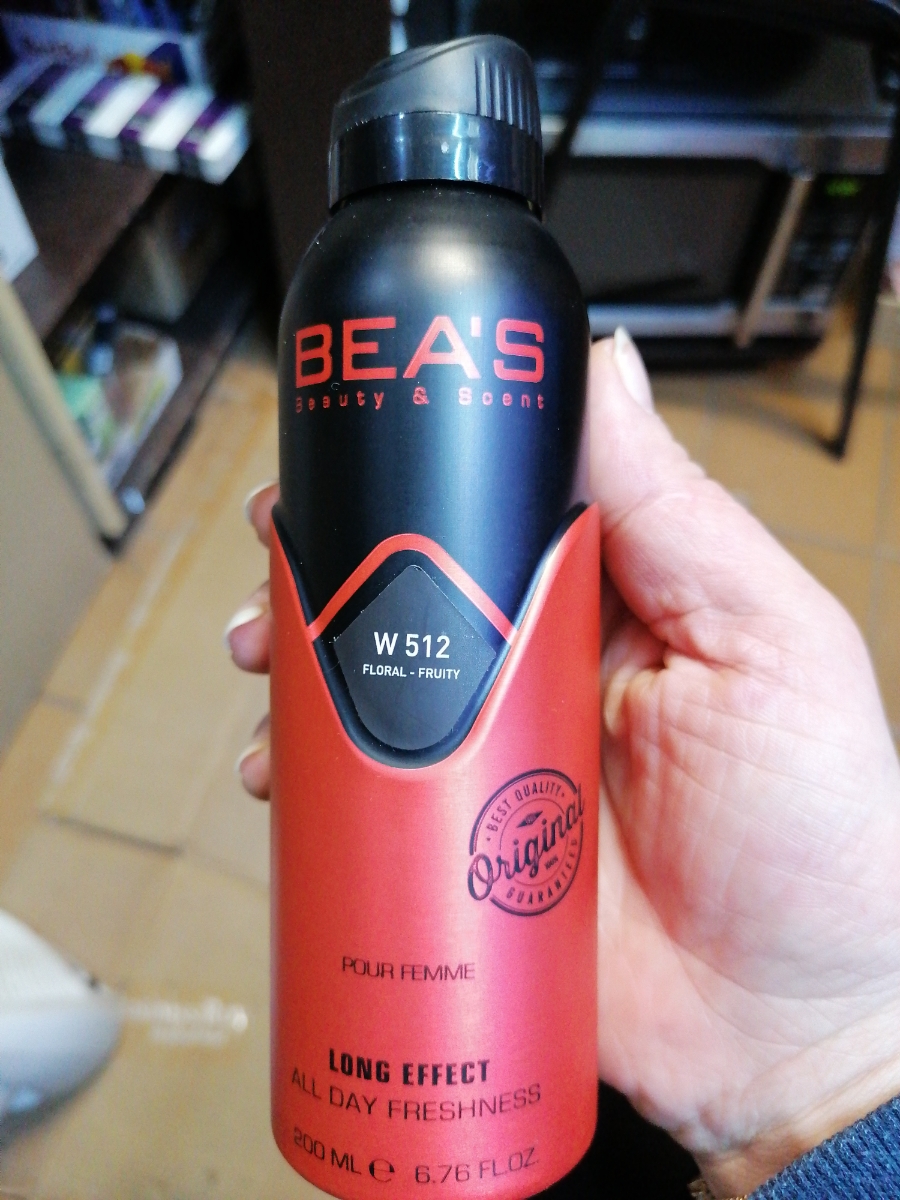 BEA'S
Beauty & Scent
W 512
FLORAL - FRUITY
BEST QUALITY
Original
GUARANTEED
POUR FEMME
LONG EFFECT
ALL DAY FRESHNESS
200 ML ℮ 6.76 FL.OZ.